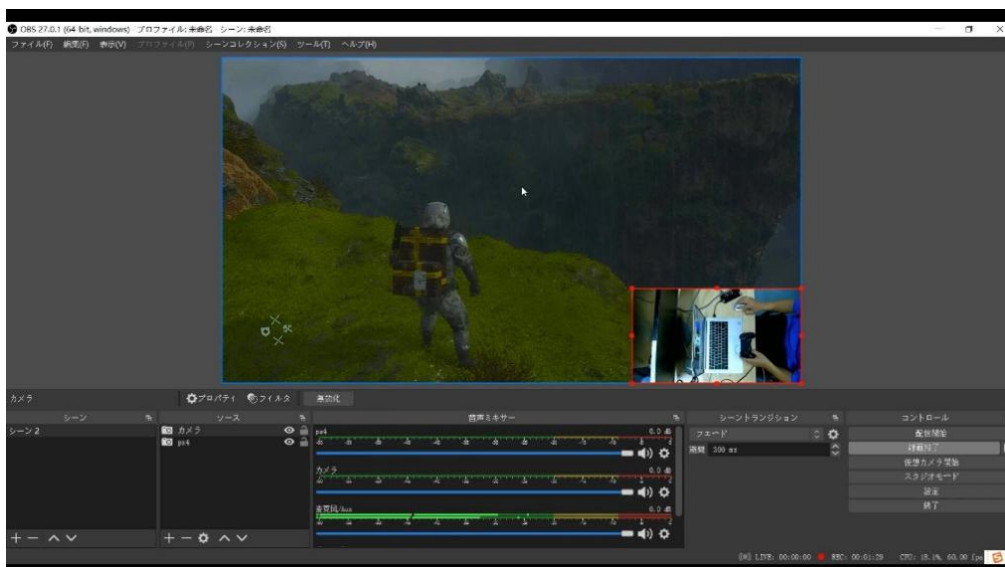 OBS 27.0.1 (64-bit, windows) - プロファイル: 未命名 - シーン: 未命名
ファイル(F) 編集(E) 表示(V) プロファイル(P) シーンコレクション(S) ツール(T) ヘルプ(H)
カメラ プロパティ フィルタ 無効化
シーン ソース 音声ミキサー シーントランジション コントロール
シーン 2
カメラ
ps4
ps4 0.0 dB
カメラ 0.0 dB
麦克风/Aux 0.0 dB
フェード
期間 300 ms
配信開始
録画終了
仮想カメラ開始
スタジオモード
設定
終了
LIVE: 00:00:00 REC: 00:01:29 CPU: 18.1%, 60.00 fps